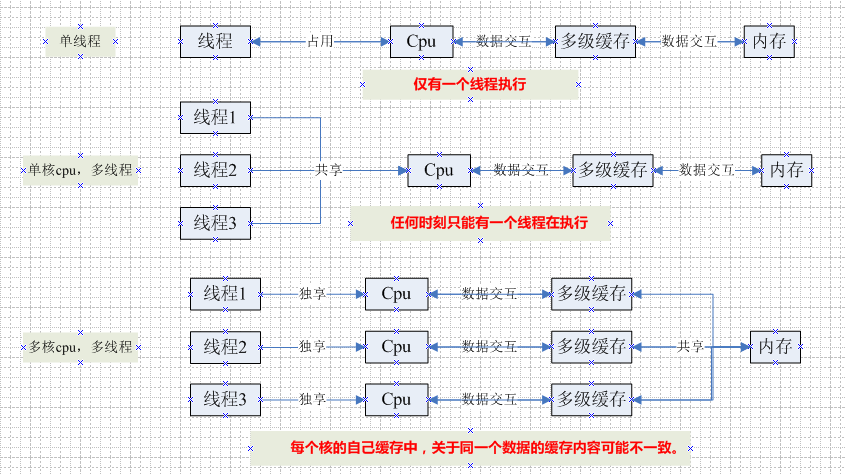 单线程 线程 占用 Cpu 数据交互 多级缓存 数据交互 内存
仅有一个线程执行
线程1
单核cpu，多线程 线程2 共享 Cpu 数据交互 多级缓存 数据交互 内存
线程3 任何时刻只能有一个线程在执行
线程1 独享 Cpu 数据交互 多级缓存
多核cpu，多线程 线程2 独享 Cpu 数据交互 多级缓存 共享 内存
线程3 独享 Cpu 数据交互 多级缓存
每个核的自己缓存中，关于同一个数据的缓存内容可能不一致。